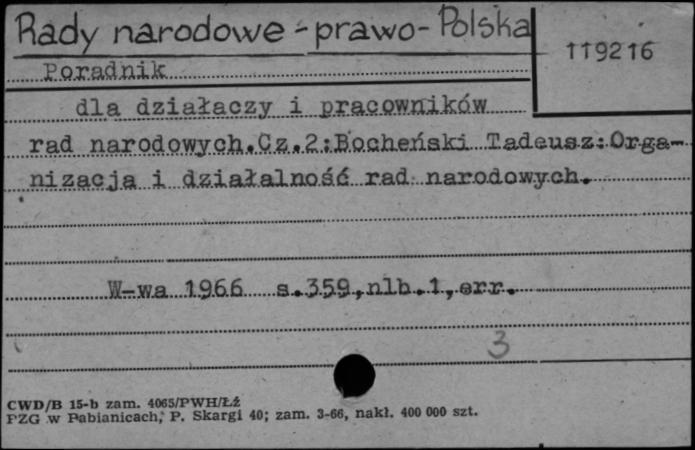 Rady narodowe - prawo - Polska
119216
Poradnik
dla działaczy i pracowników
rad narodowych.Cz.2:Bocheński Tadeusz:Orga-
nizacja i działalność rad narodowych.
W-wa 1966 s.359,nlb.1,err.
3
CWD/B 15-b zam. 4065/PWH/Łź
PZG w Pabianicach, P. Skargi 40; zam. 3-66, nakł. 400 000 szt.